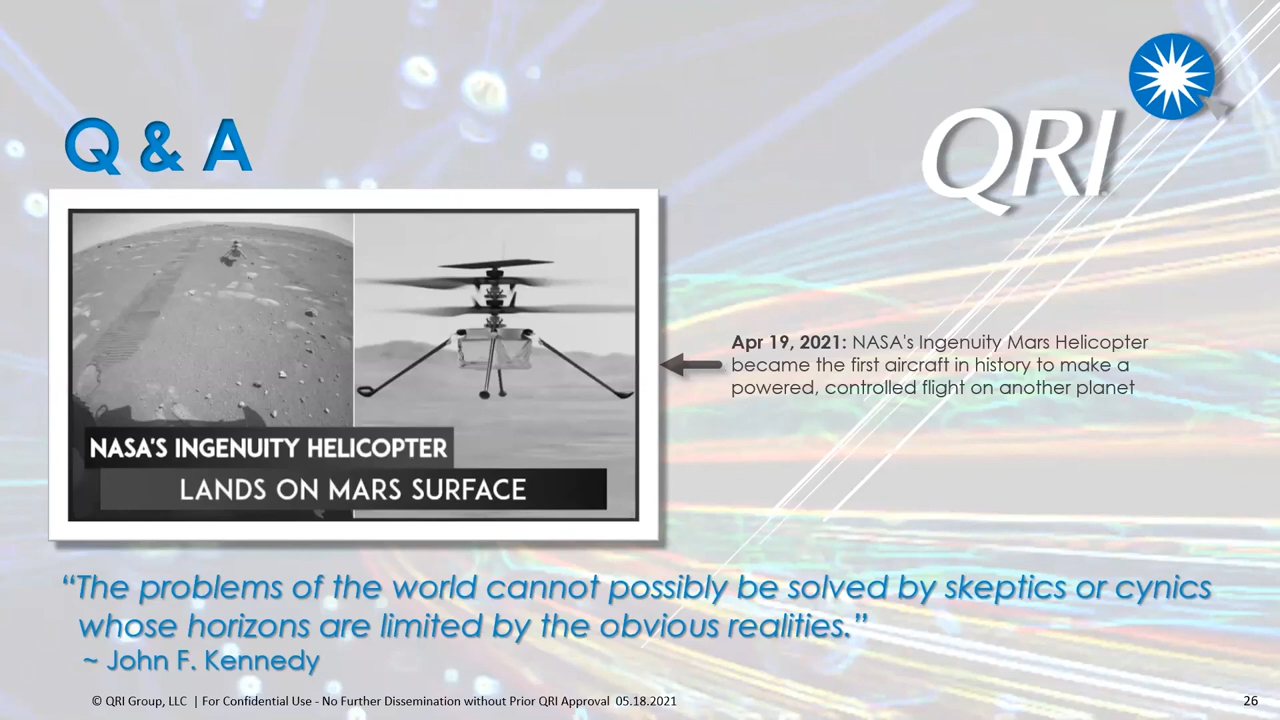 Q & A
QRI
NASA'S INGENUITY HELICOPTER
LANDS ON MARS SURFACE
Apr 19, 2021: NASA's Ingenuity Mars Helicopter
became the first aircraft in history to make a
powered, controlled flight on another planet
“The problems of the world cannot possibly be solved by skeptics or cynics
whose horizons are limited by the obvious realities.”
~ John F. Kennedy
© QRI Group, LLC | For Confidential Use - No Further Dissemination without Prior QRI Approval 05.18.2021
26